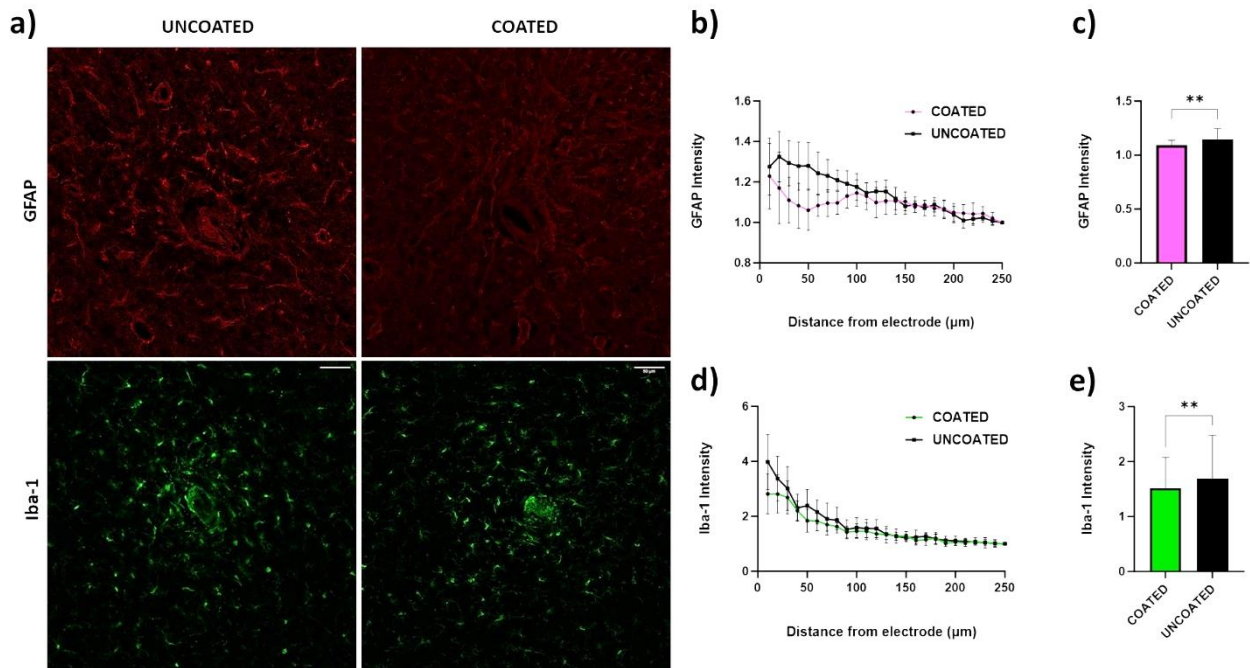 a)
UNCOATED
COATED
GFAP
Iba-1
50 µm
b)
1.6
1.4
1.2
1.0
0.8
GFAP Intensity
COATED
UNCOATED
0
50
100
150
200
250
Distance from electrode (µm)
c)
**
1.5
1.0
0.5
0.0
GFAP Intensity
COATED
UNCOATED
d)
6
4
2
0
Iba-1 Intensity
COATED
UNCOATED
0
50
100
150
200
250
Distance from electrode (µm)
e)
**
3
2
1
0
Iba-1 Intensity
COATED
UNCOATED